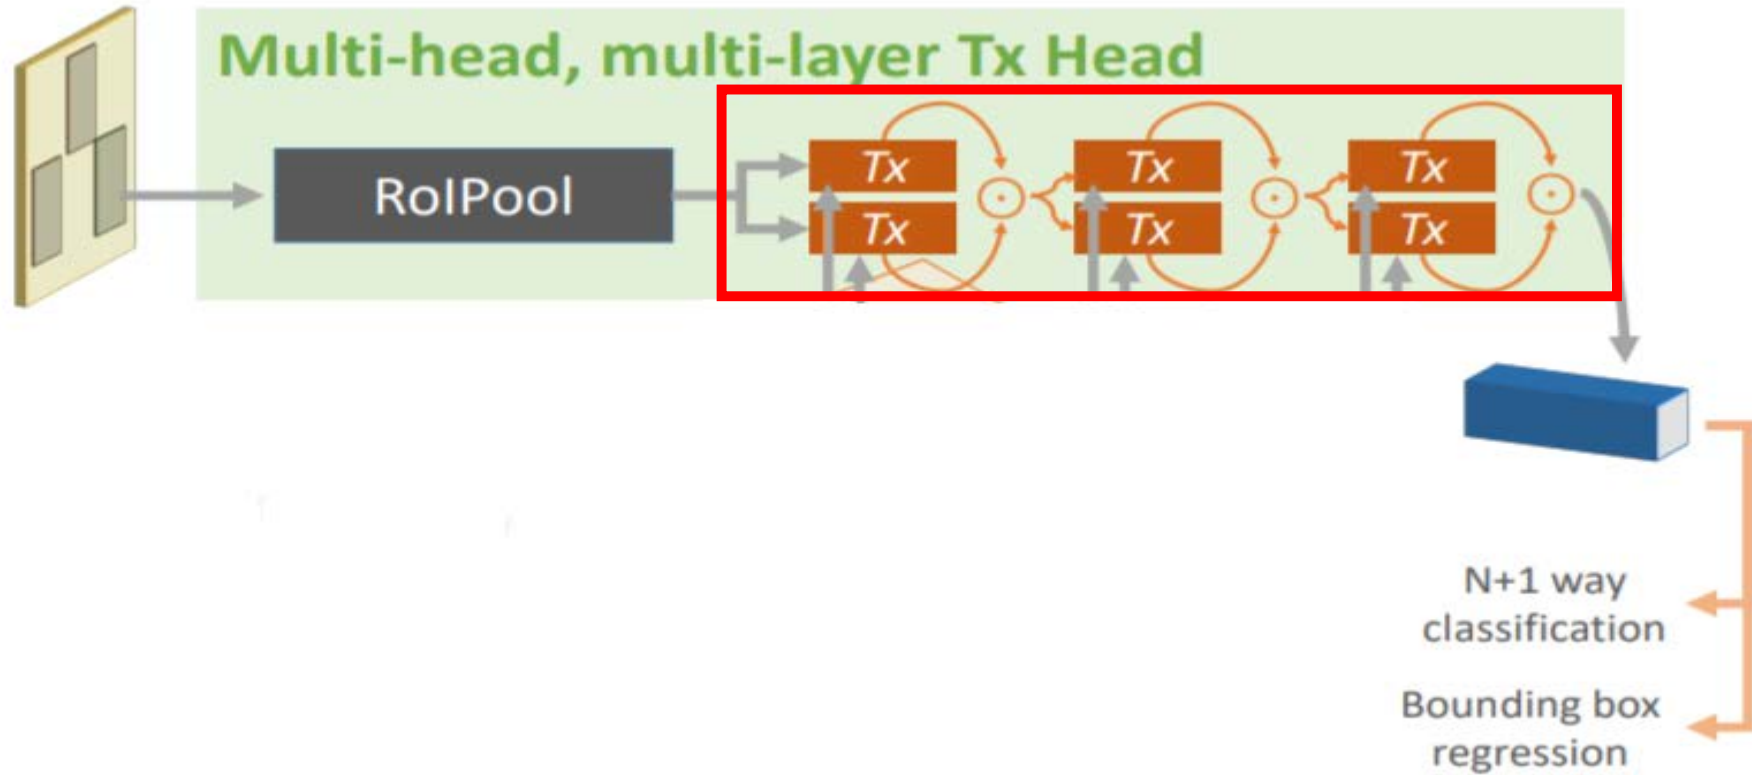 Multi-head, multi-layer Tx Head
RoIPool
Tx
Tx
Tx
Tx
Tx
Tx
N+1 way
classification
Bounding box
regression